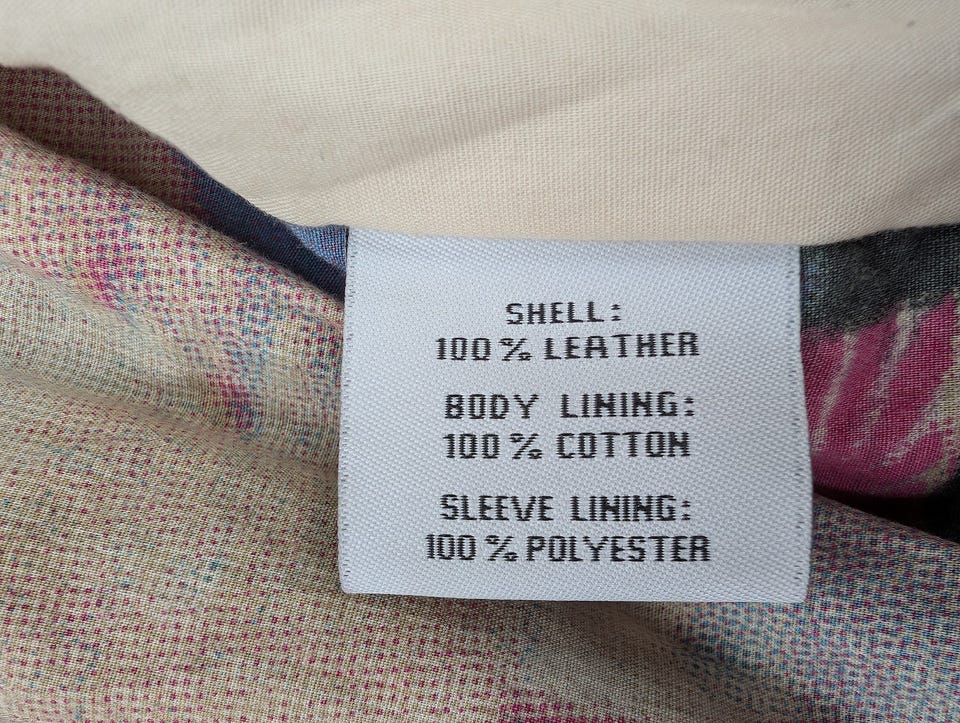 SHELL:
100% LEATHER
BODY LINING:
100% COTTON
SLEEVE LINING:
100% POLYESTER